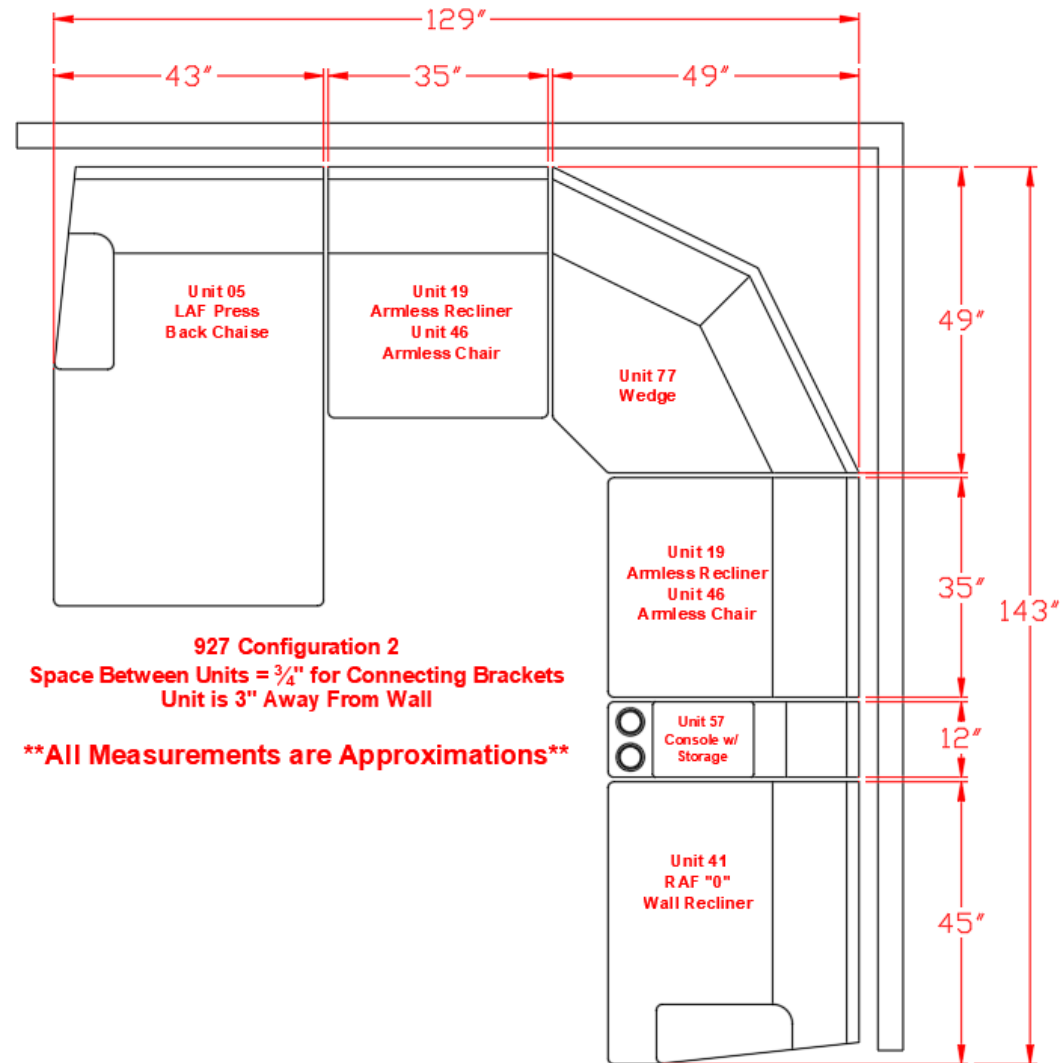 129"
43"
35"
49"
Unit 05
LAF Press
Back Chaise
Unit 19
Armless Recliner
Unit 46
Armless Chair
Unit 77
Wedge
49"
Unit 19
Armless Recliner
Unit 46
Armless Chair
35"
143"
927 Configuration 2
Space Between Units = ¾" for Connecting Brackets
Unit is 3" Away From Wall
**All Measurements are Approximations**
Unit 57
Console w/
Storage
12"
Unit 41
RAF "0"
Wall Recliner
45"